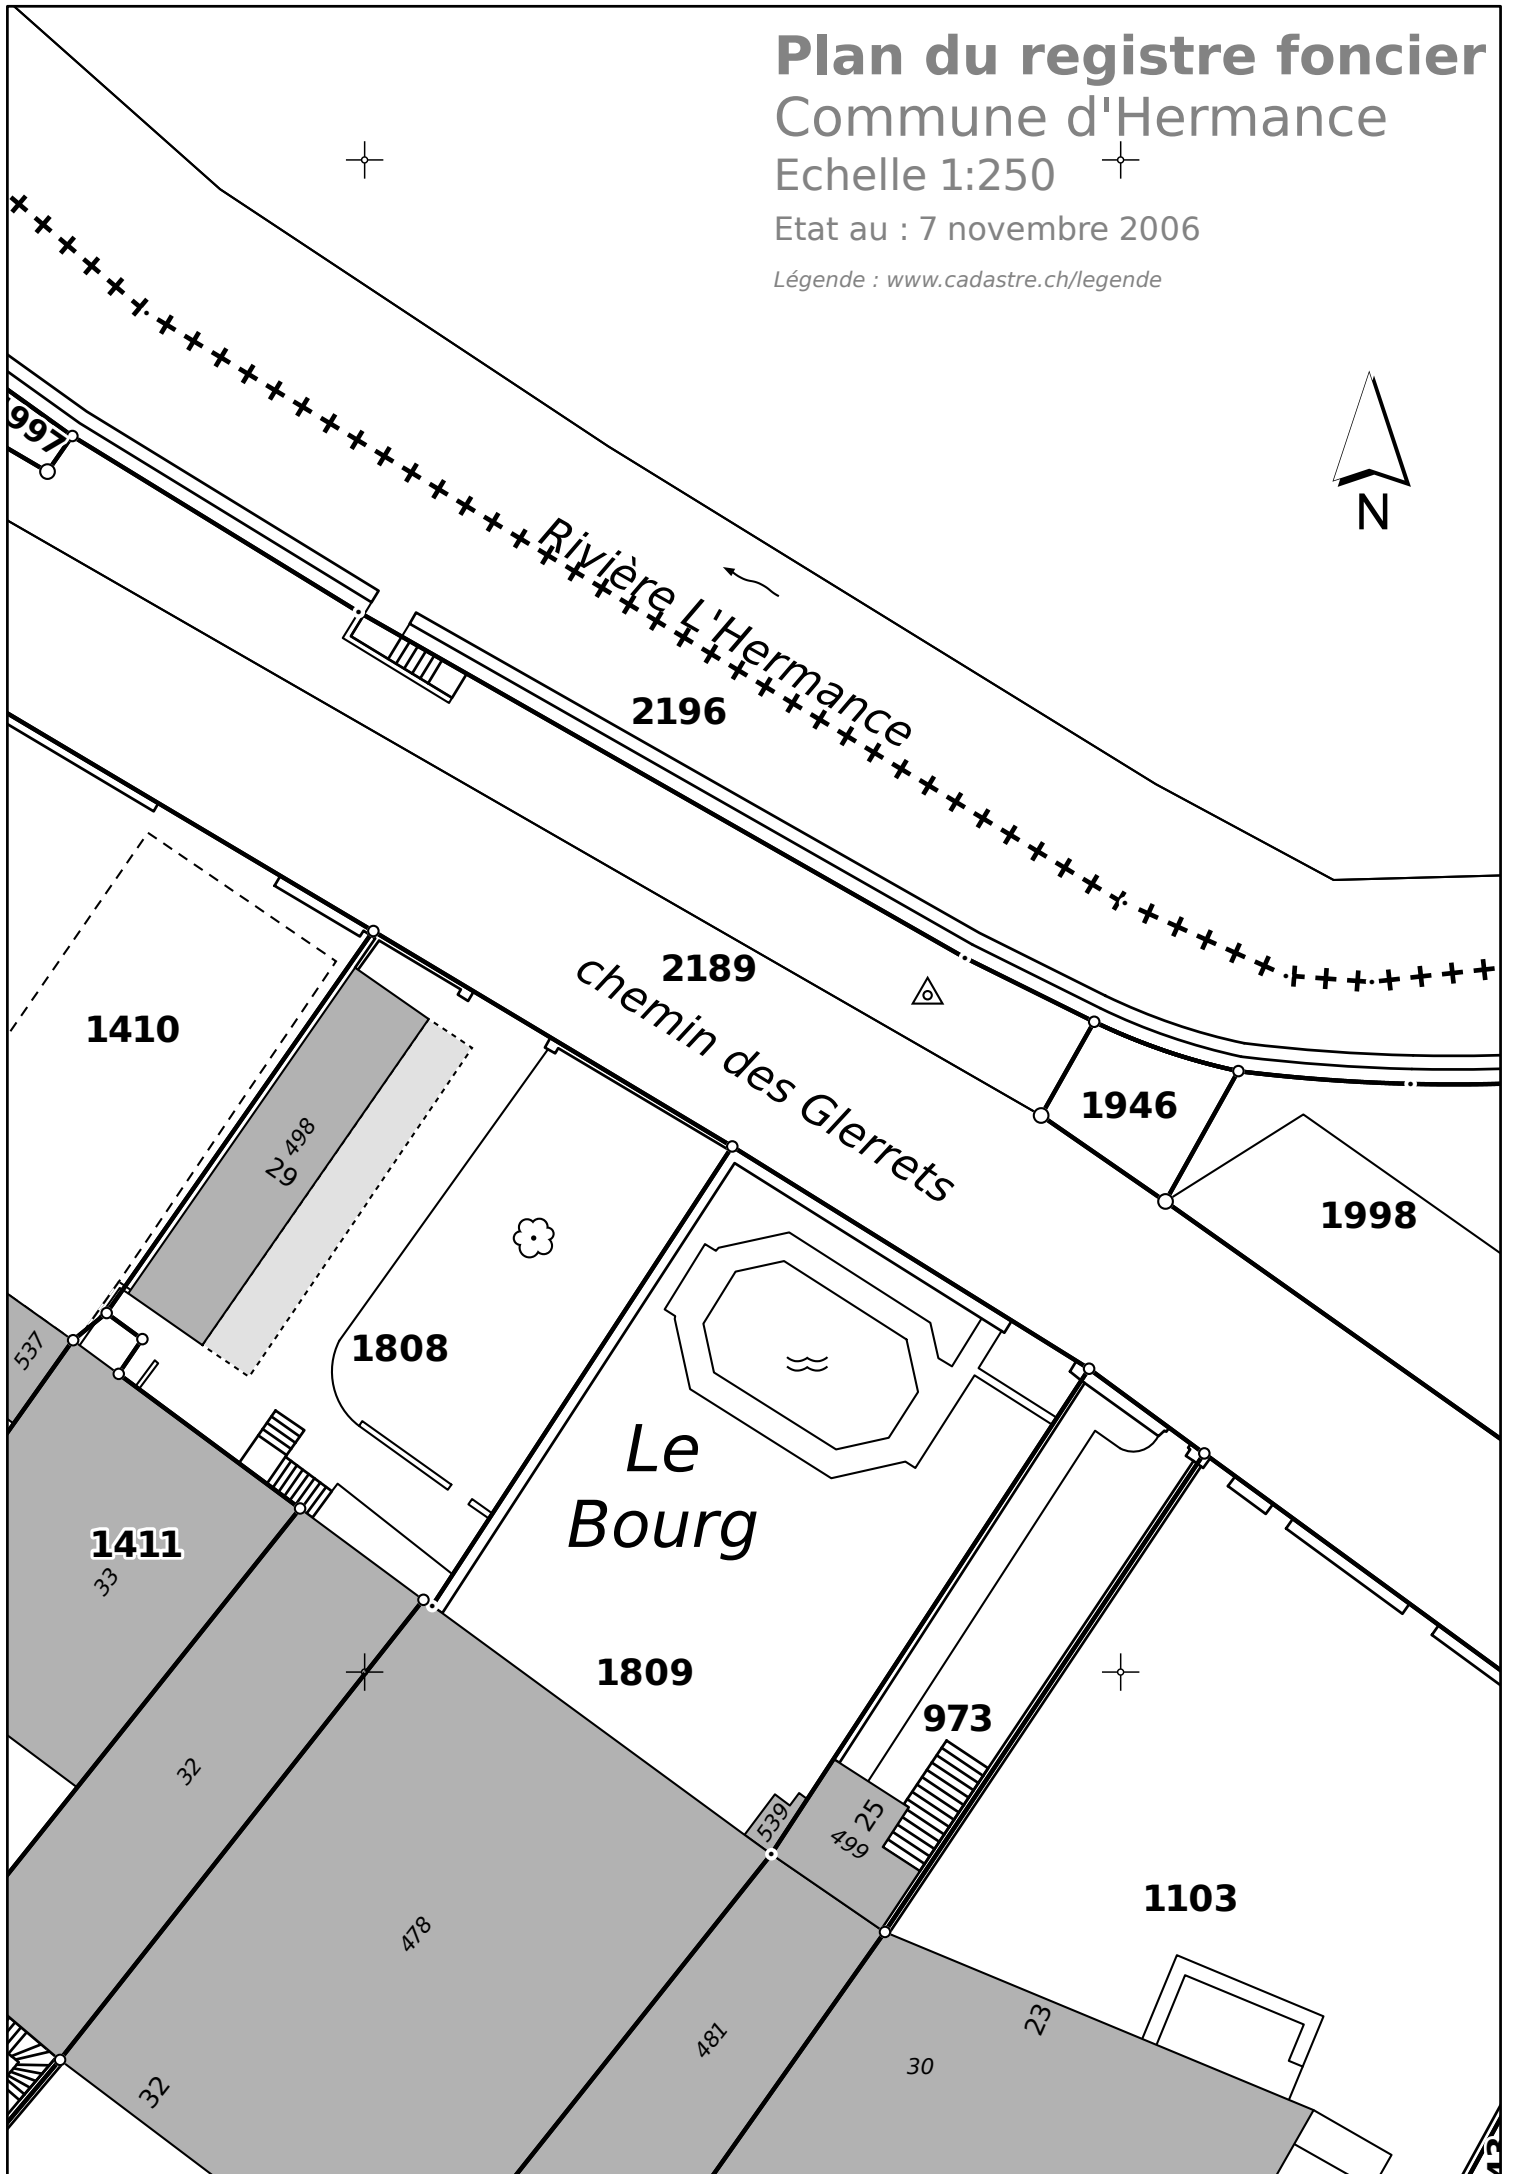 Plan du registre foncier
Commune d'Hermance
Echelle 1:250
Etat au : 7 novembre 2006
Légende : www.cadastre.ch/legende
N
997
Rivière L'Hermance
2196
2189
chemin des Glerrets
1410
1946
1998
498
29
1808
537
Le
Bourg
1411
33
1809
973
32
539
25
499
1103
478
481
23
30
32